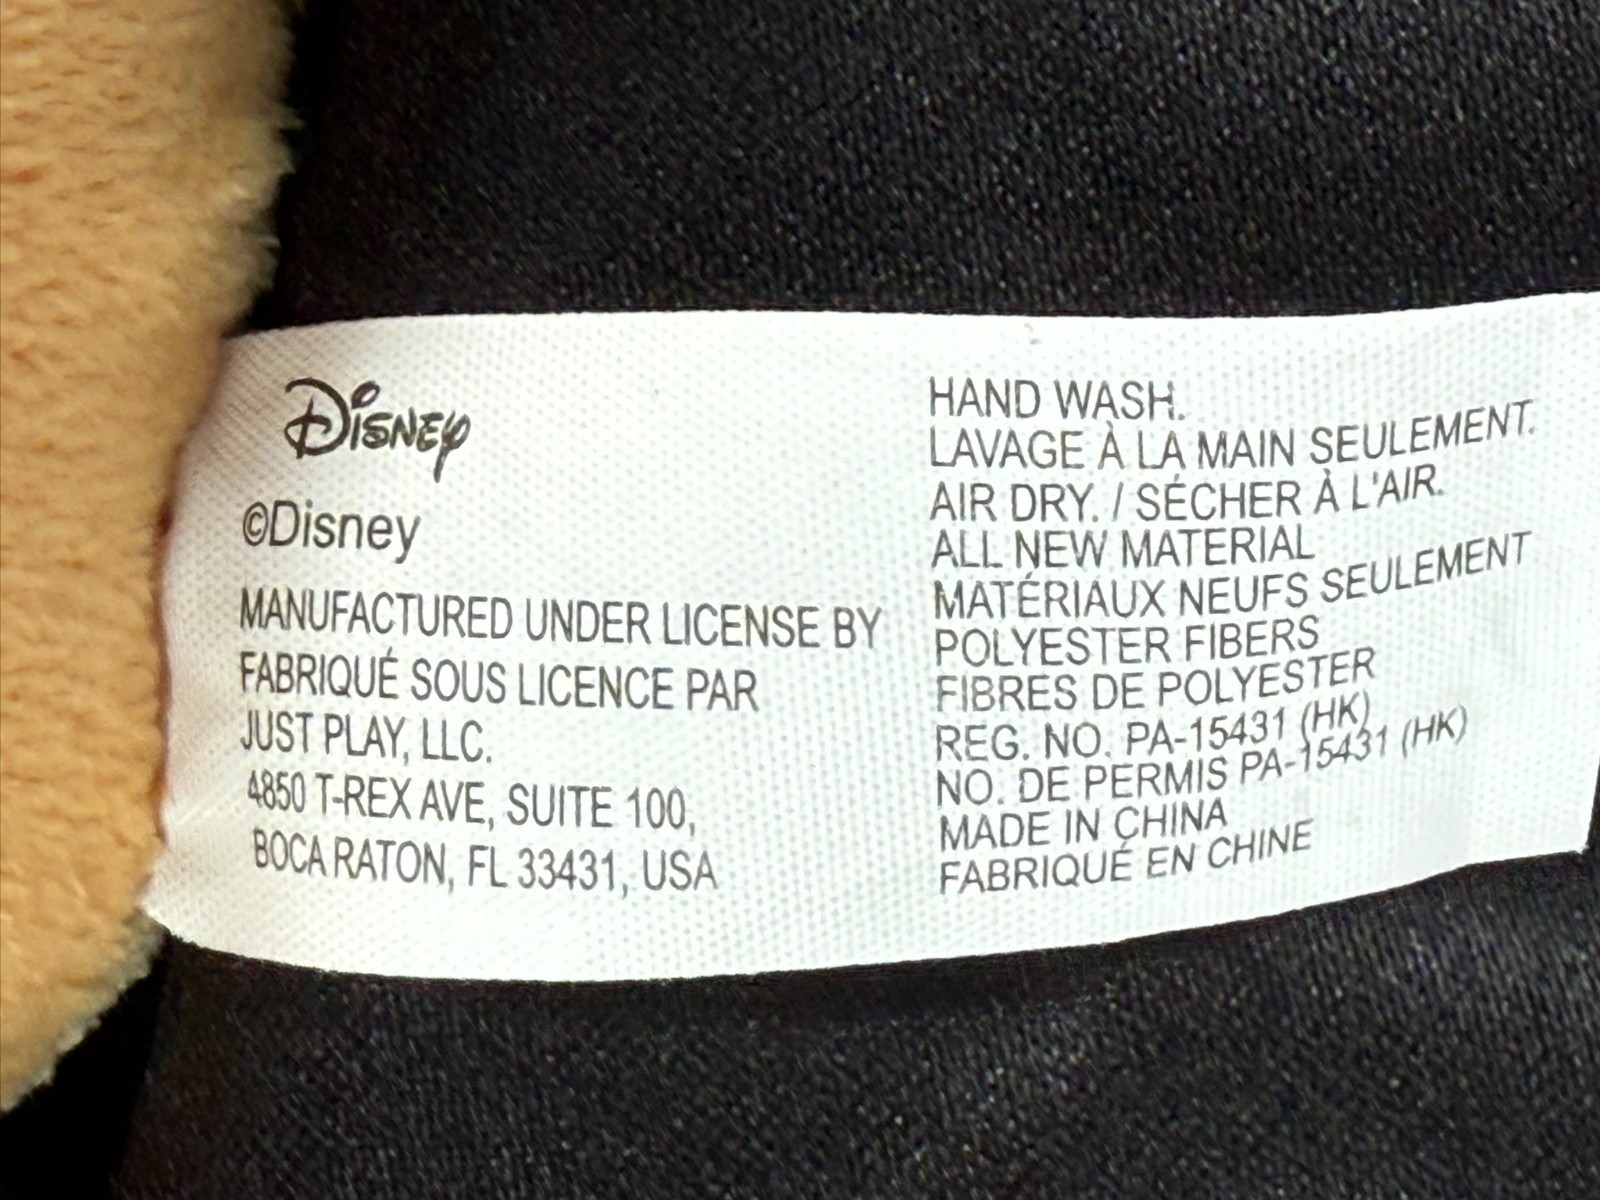 Disney
©Disney
MANUFACTURED UNDER LICENSE BY
FABRIQUÉ SOUS LICENCE PAR
JUST PLAY, LLC.
4850 T-REX AVE, SUITE 100,
BOCA RATON, FL 33431, USA
HAND WASH.
LAVAGE À LA MAIN SEULEMENT.
AIR DRY. / SÉCHER À L'AIR.
ALL NEW MATERIAL
MATÉRIAUX NEUFS SEULEMENT
POLYESTER FIBERS
FIBRES DE POLYESTER
REG. NO. PA-15431 (HK)
NO. DE PERMIS PA-15431 (HK)
MADE IN CHINA
FABRIQUÉ EN CHINE